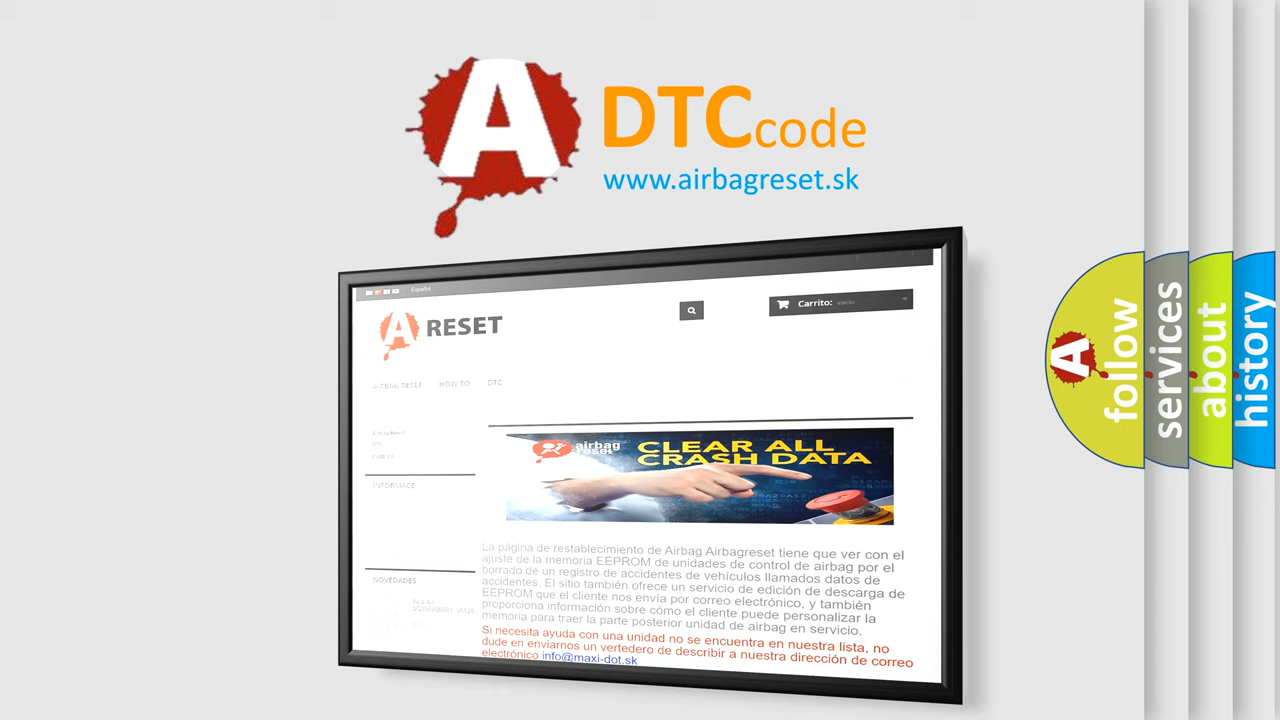 A DTCcode
www.airbagreset.sk
Español
A RESET
Carrito: vacío
AIRBAG RESET HOW TO DTC
INFORMACE
airbag
reset
CLEAR ALL
CRASH DATA
La página de restablecimiento de Airbag Airbagreset tiene que ver con el
ajuste de la memoria EEPROM de unidades de control de airbag por el
borrado de un registro de accidentes de vehículos llamados datos de
accidentes. El sitio también ofrece un servicio de edición de descarga de
EEPROM que el cliente nos envía por correo electrónico, y también
proporciona información sobre cómo el cliente puede personalizar la
memoria para traer la parte posterior unidad de airbag en servicio.
Si necesita ayuda con una unidad no se encuentra en nuestra lista, no
dude en enviarnos un vertedero de describir a nuestra dirección de correo
electrónico info@maxi-dot.sk
NOVEDADES
A follow
services
about
history